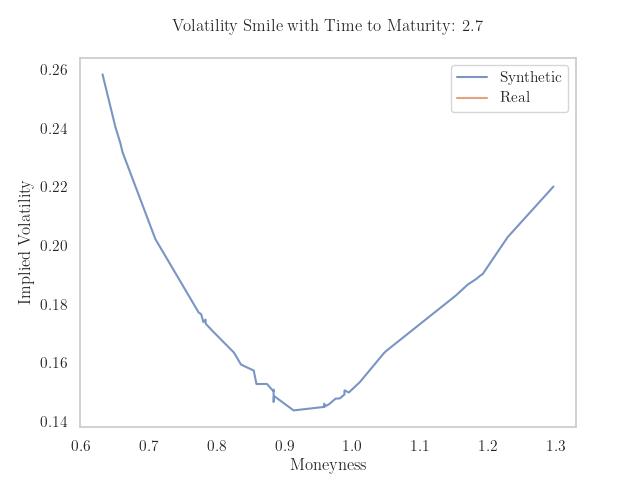 Volatility Smile with Time to Maturity: 2.7
0.26
0.24
0.22
0.20
0.18
0.16
0.14
Implied Volatility
Synthetic
Real
0.6 0.7 0.8 0.9 1.0 1.1 1.2 1.3
Moneyness